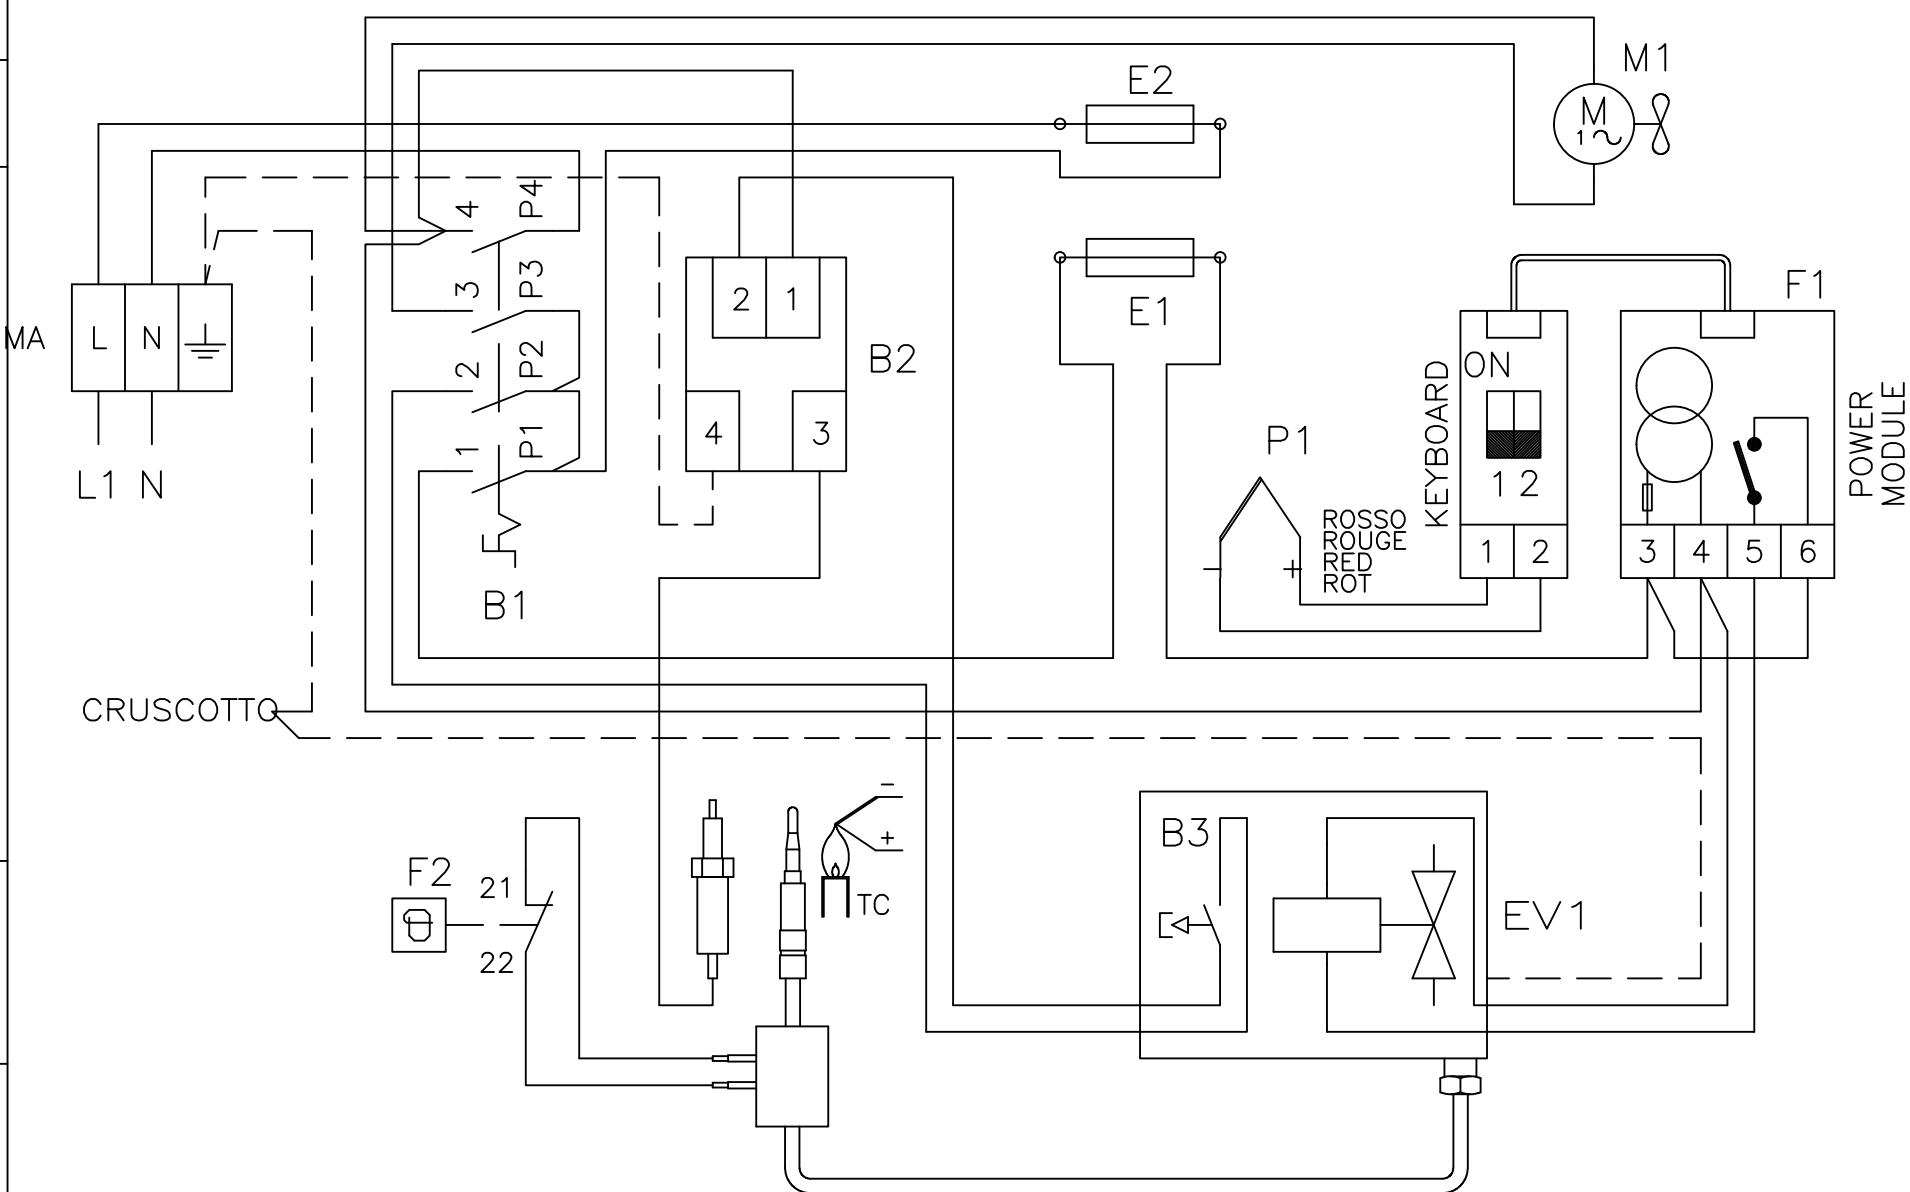 M1
E2
4
P4
3
P3
2
P2
1
P1
MA
L
N
L1 N
2
1
4
3
B2
E1
B1
P1
-
+
ROSSO
ROUGE
RED
ROT
KEYBOARD
ON
1 2
1
2
F1
POWER
MODULE
3
4
5
6
M
1~
CRUSCOTTO
F2
21
22
-
+
TC
B3
EV1